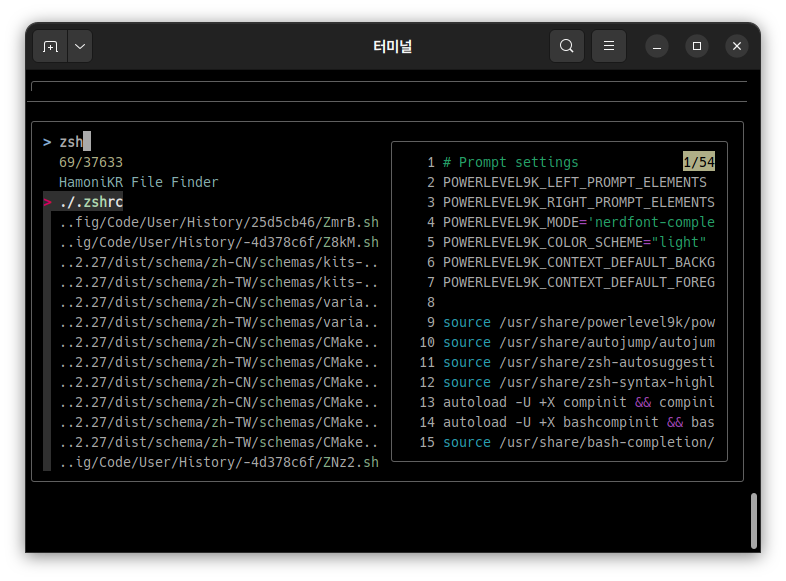 터미널
> zsh
69/37633
HamoniKR File Finder
> ./.zshrc
..fig/Code/User/History/25d5cb46/ZmrB.sh
..ig/Code/User/History/-4d378c6f/Z8kM.sh
..2.27/dist/schema/zh-CN/schemas/kits-..
..2.27/dist/schema/zh-TW/schemas/kits-..
..2.27/dist/schema/zh-CN/schemas/varia..
..2.27/dist/schema/zh-TW/schemas/varia..
..2.27/dist/schema/zh-CN/schemas/CMake..
..2.27/dist/schema/zh-TW/schemas/CMake..
..2.27/dist/schema/zh-CN/schemas/CMake..
..2.27/dist/schema/zh-CN/schemas/CMake..
..2.27/dist/schema/zh-TW/schemas/CMake..
..2.27/dist/schema/zh-TW/schemas/CMake..
..ig/Code/User/History/-4d378c6f/ZNz2.sh
1 # Prompt settings 1/54
2 POWERLEVEL9K_LEFT_PROMPT_ELEMENTS
3 POWERLEVEL9K_RIGHT_PROMPT_ELEMENTS
4 POWERLEVEL9K_MODE='nerdfont-comple
5 POWERLEVEL9K_COLOR_SCHEME="light"
6 POWERLEVEL9K_CONTEXT_DEFAULT_BACKG
7 POWERLEVEL9K_CONTEXT_DEFAULT_FOREG
8
9 source /usr/share/powerlevel9k/pow
10 source /usr/share/autojump/autojum
11 source /usr/share/zsh-autosuggesti
12 source /usr/share/zsh-syntax-highl
13 autoload -U +X compinit && compini
14 autoload -U +X bashcompinit && bas
15 source /usr/share/bash-completion/